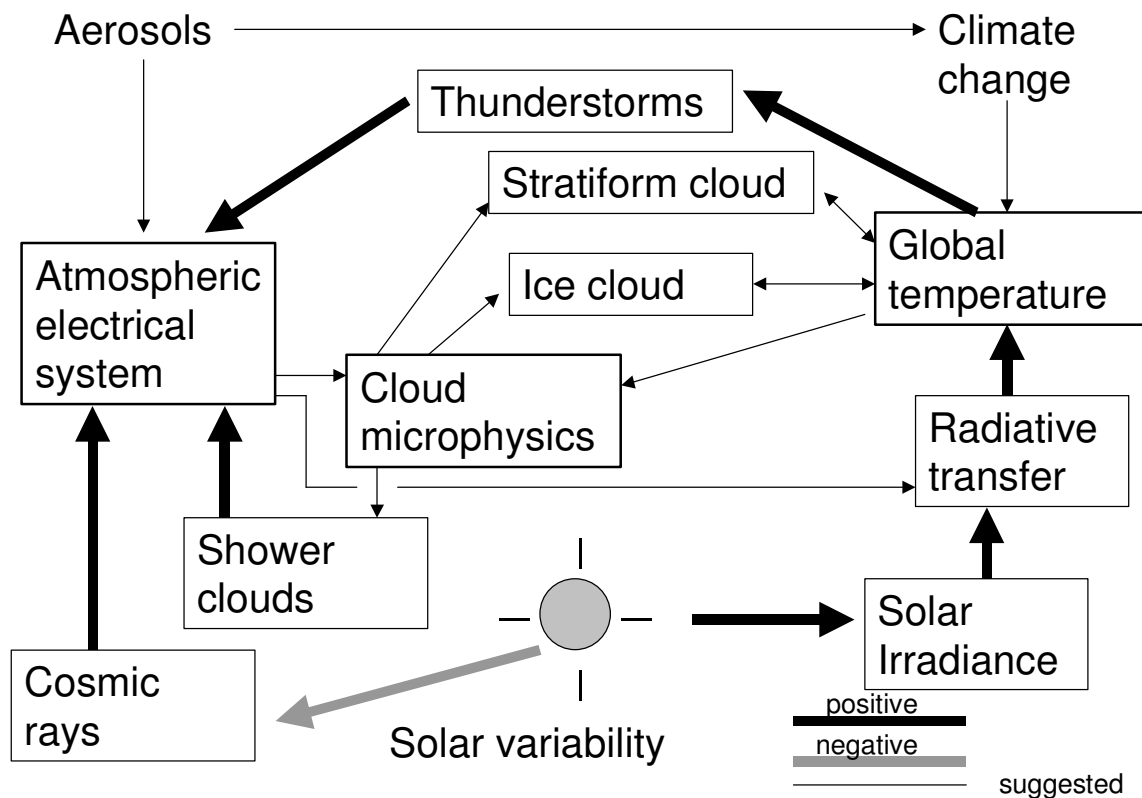 Aerosols
Climate
change
Thunderstorms
Stratiform cloud
Global
temperature
Atmospheric
electrical
system
Ice cloud
Cloud
microphysics
Radiative
transfer
Shower
clouds
Solar
Irradiance
Cosmic
rays
Solar variability
positive
negative
suggested